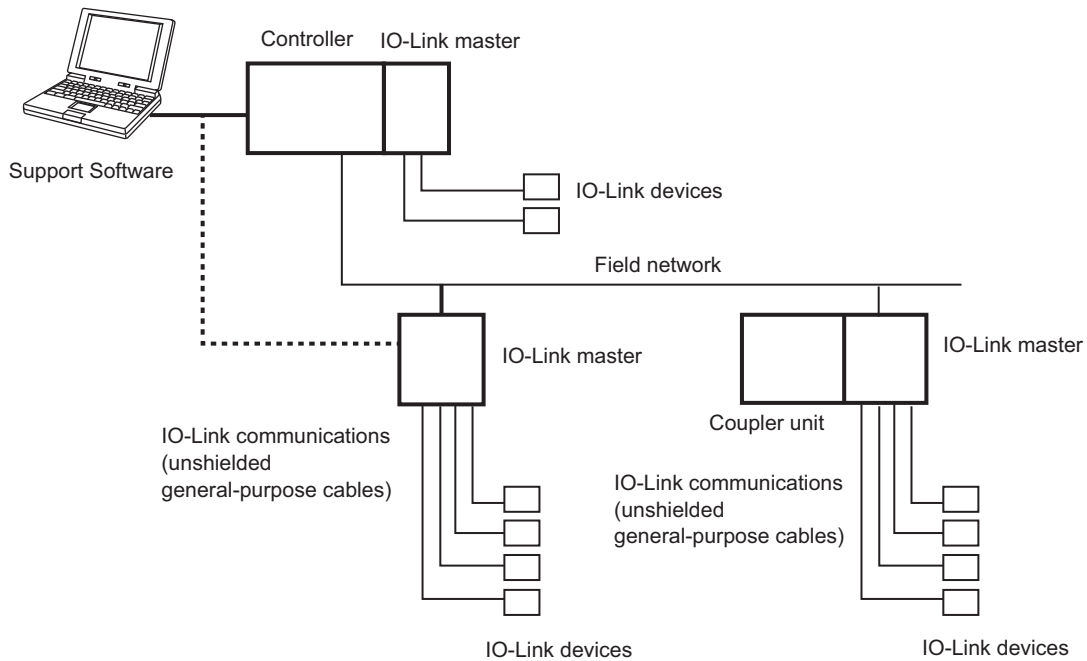 Controller
IO-Link master
Support Software
IO-Link devices
Field network
IO-Link master
IO-Link master
Coupler unit
IO-Link communications
(unshielded
general-purpose cables)
IO-Link communications
(unshielded
general-purpose cables)
IO-Link devices
IO-Link devices